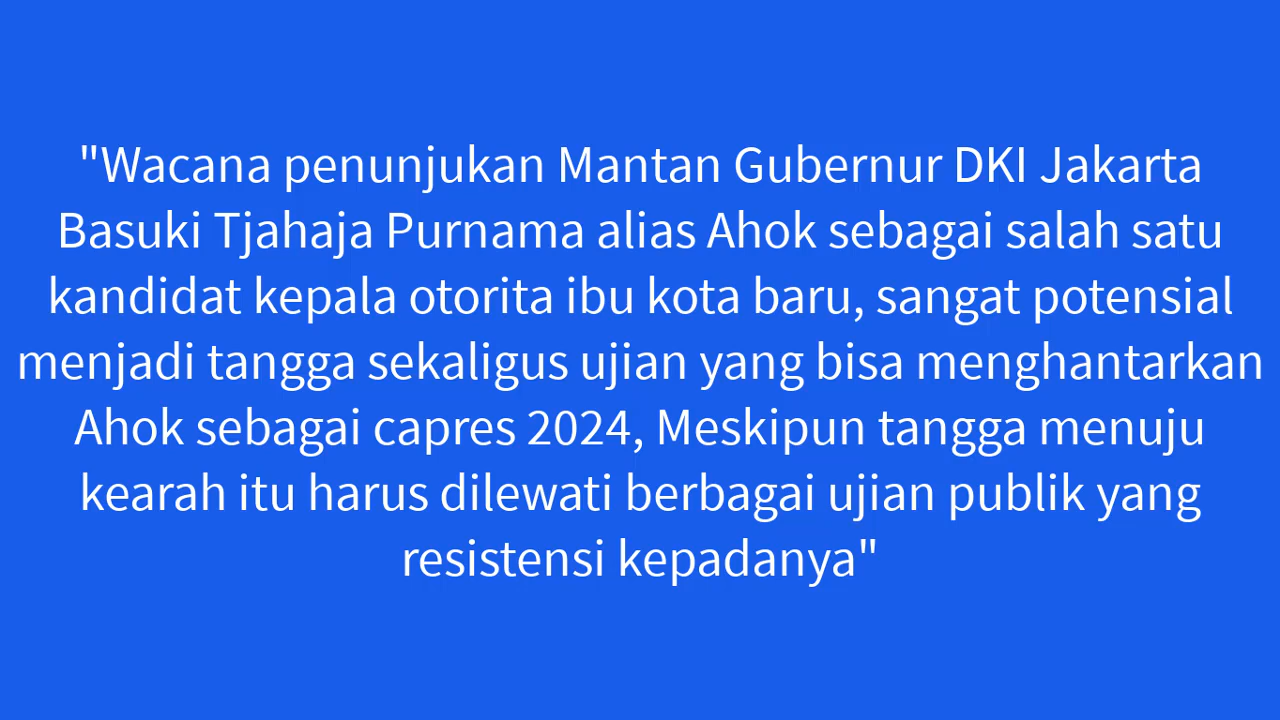 "Wacana penunjukan Mantan Gubernur DKI Jakarta
Basuki Tjahaja Purnama alias Ahok sebagai salah satu
kandidat kepala otorita ibu kota baru, sangat potensial
menjadi tangga sekaligus ujian yang bisa menghantarkan
Ahok sebagai capres 2024, Meskipun tangga menuju
kearah itu harus dilewati berbagai ujian publik yang
resistensi kepadanya"